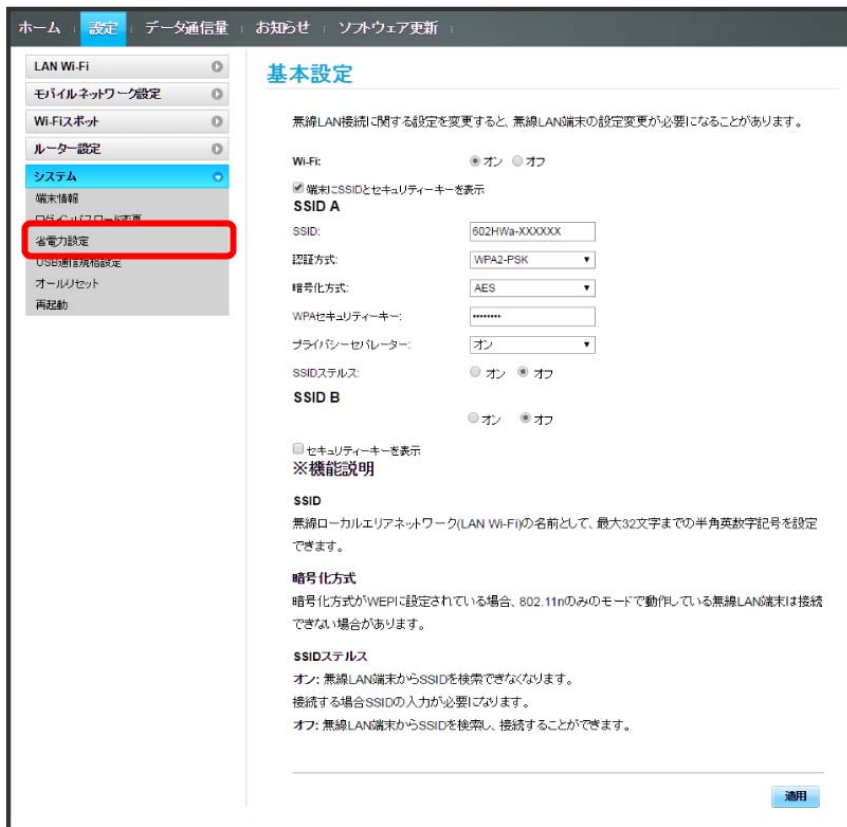 ホーム 設定 データ通信量 お知らせ ソフトウェア更新
LAN Wi-Fi
モバイルネットワーク設定
Wi-Fiスポット
ルーター設定
システム
端末情報
ログインパスワード変更
省電力設定
USB通信規格設定
オールリセット
再起動
基本設定
無線LAN接続に関する設定を変更すると、無線LAN端末の設定変更が必要になることがあります。
Wi-Fi: オン オフ
端末にSSIDとセキュリティーキーを表示
SSID A
SSID: 602HWa-XXXXXX
認証方式: WPA2-PSK
暗号化方式: AES
WPAセキュリティーキー: ••••••••
プライバシーセパレーター: オン
SSIDステルス: オン オフ
SSID B
オン オフ
セキュリティーキーを表示
※機能説明
SSID
無線ローカルエリアネットワーク(LAN Wi-Fi)の名前として、最大32文字までの半角英数字記号を設定
できます。
暗号化方式
暗号化方式がWEPに設定されている場合、802.11nのみのモードで動作している無線LAN端末は接続
できない場合があります。
SSIDステルス
オン: 無線LAN端末からSSIDを検索できなくなります。
接続する場合SSIDの入力が必要になります。
オフ: 無線LAN端末からSSIDを検索し、接続することができます。
適用